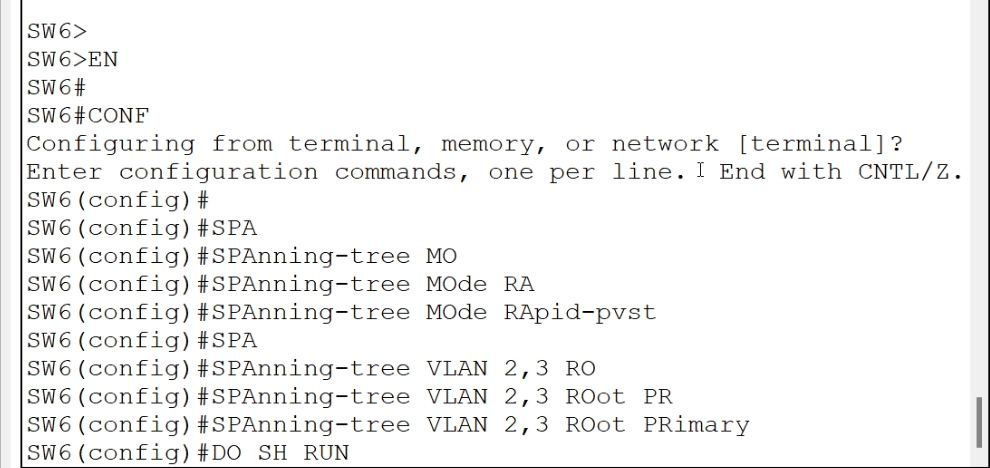 SW6>
SW6>EN
SW6#
SW6#CONF
Configuring from terminal, memory, or network [terminal]?
Enter configuration commands, one per line. End with CNTL/Z.
SW6(config)#
SW6(config)#SPA
SW6(config)#SPAnning-tree MO
SW6(config)#SPAnning-tree MOde RA
SW6(config)#SPAnning-tree MOde RApid-pvst
SW6(config)#SPA
SW6(config)#SPAnning-tree VLAN 2,3 RO
SW6(config)#SPAnning-tree VLAN 2,3 ROot PR
SW6(config)#SPAnning-tree VLAN 2,3 ROot PRimary
SW6(config)#DO SH RUN